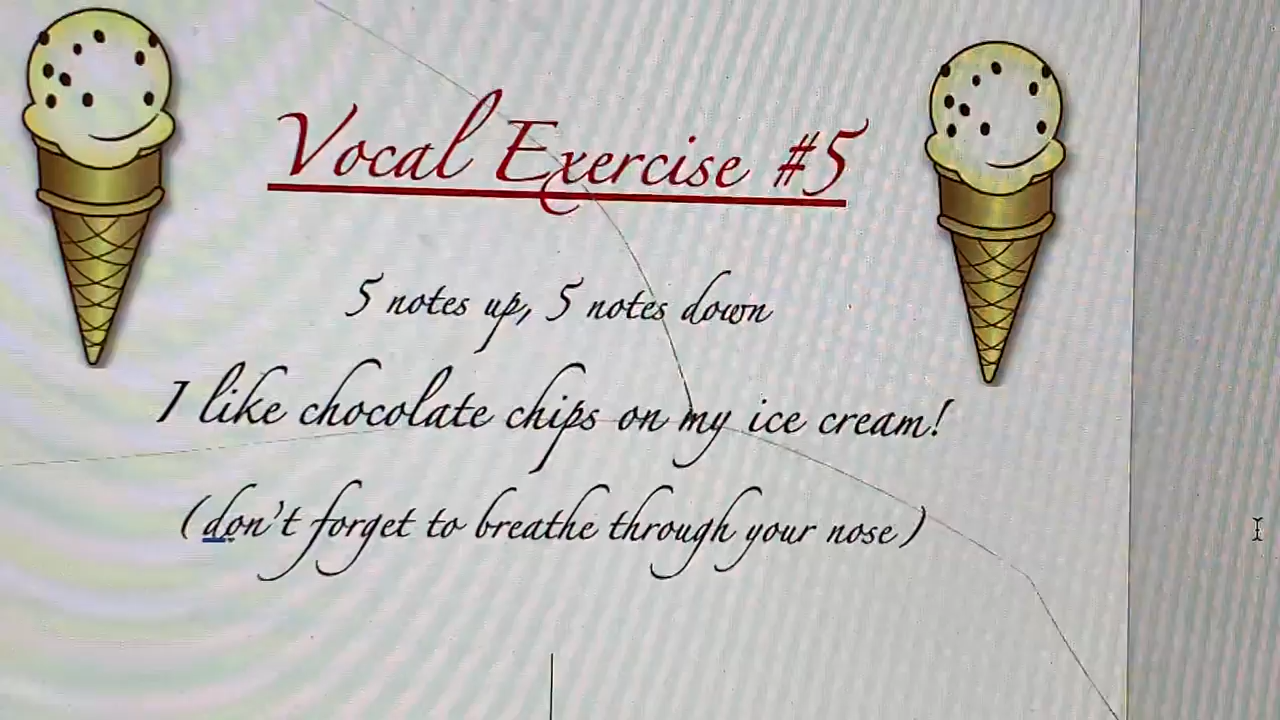 Vocal Exercise #5
5 notes up, 5 notes down
I like chocolate chips on my ice cream!
(don't forget to breathe through your nose)